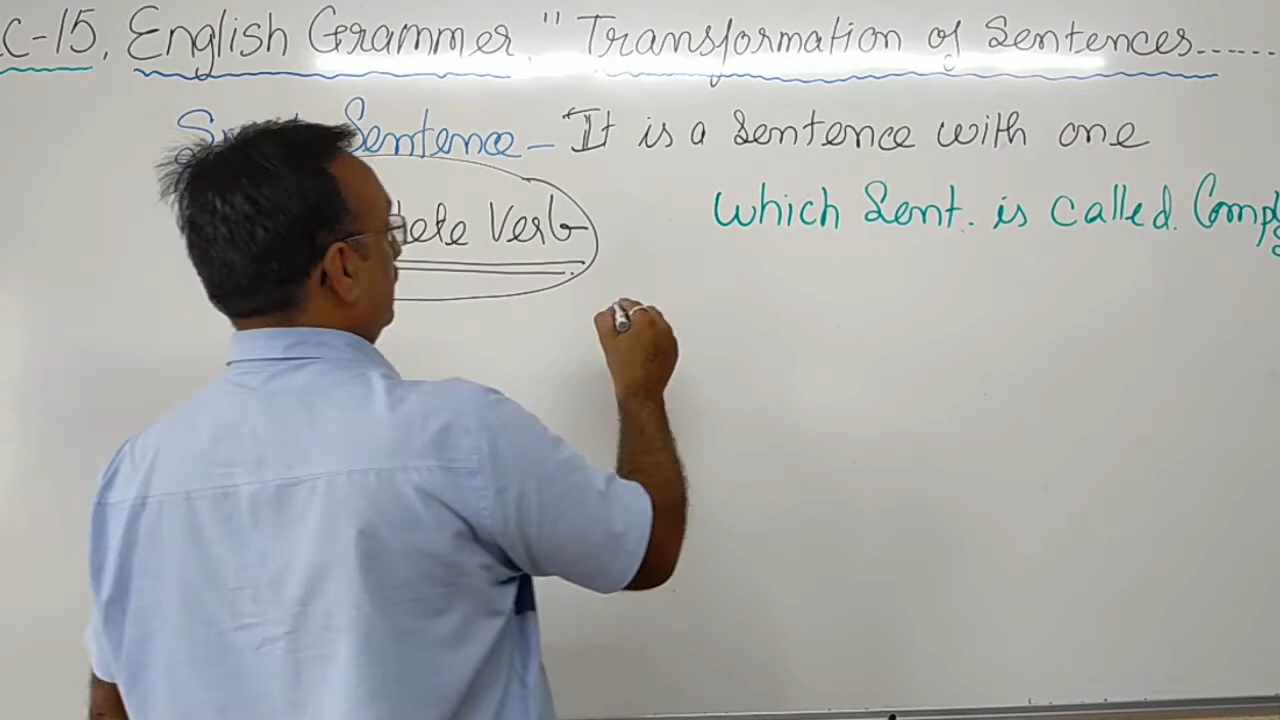 C-15, English Grammer, " Transformation of Sentences......
Sentence - It is a sentence with one
Verb
which Sent. is called.